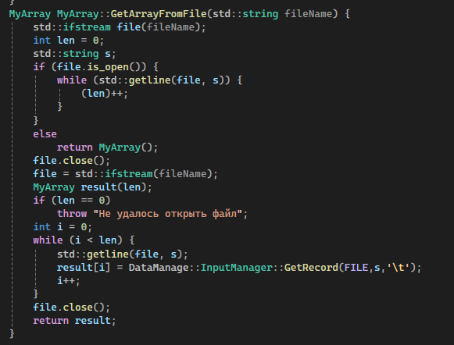 }
MyArray MyArray::GetArrayFromFile(std::string fileName) {
    std::ifstream file(fileName);
    int len = 0;
    std::string s;
    if (file.is_open()) {
        while (std::getline(file, s)) {
            (len)++;
        }
    }
    else
        return MyArray();
    file.close();
    file = std::ifstream(fileName);
    MyArray result(len);
    if (len == 0)
        throw "Не удалось открыть файл";
    int i = 0;
    while (i < len) {
        std::getline(file, s);
        result[i] = DataManage::InputManager::GetRecord(FILE,s,'\t');
        i++;
    }
    file.close();
    return result;
}